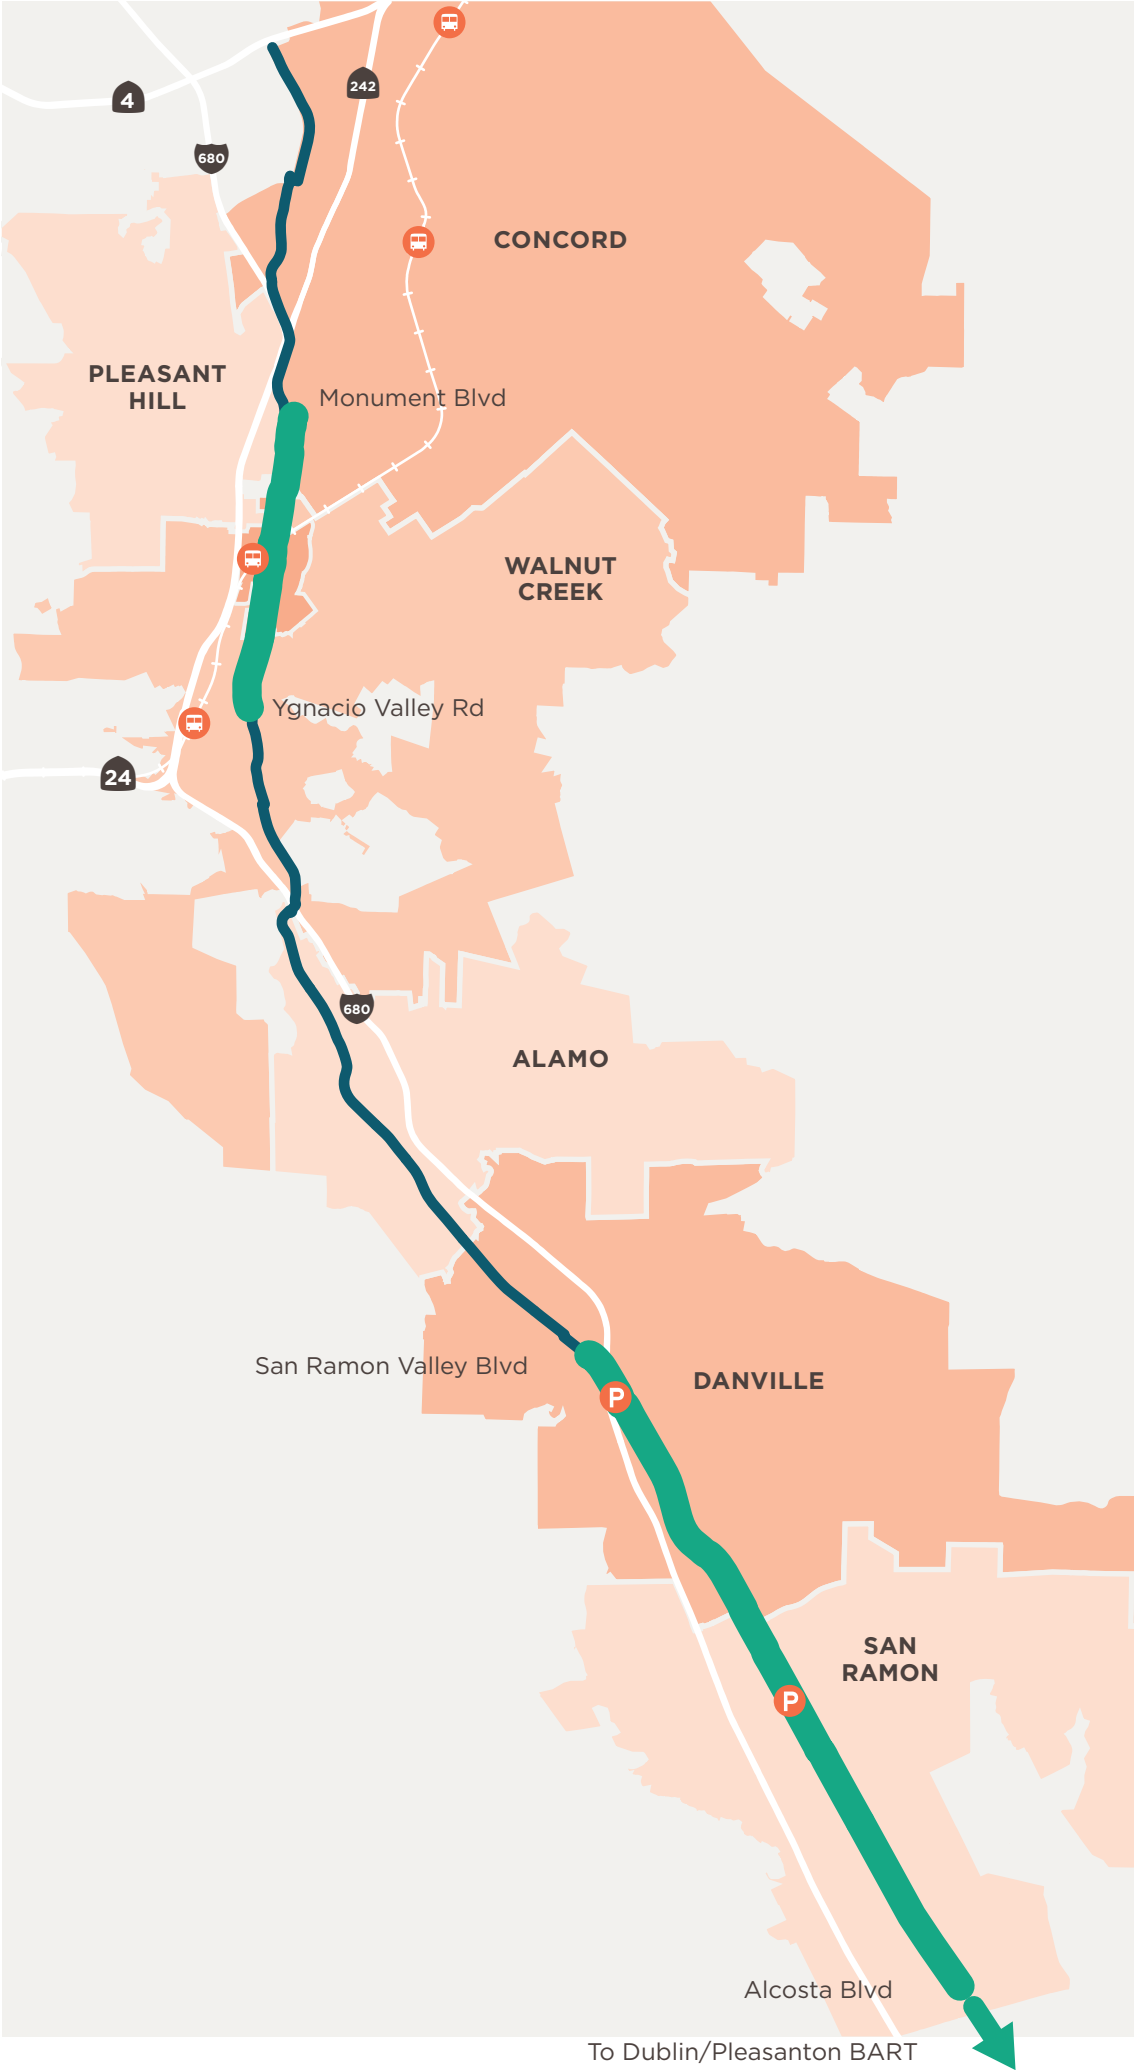 242
4
680
CONCORD
PLEASANT
HILL
Monument Blvd
WALNUT
CREEK
Ygnacio Valley Rd
24
680
ALAMO
San Ramon Valley Blvd
DANVILLE
P
SAN
RAMON
P
Alcosta Blvd
To Dublin/Pleasanton BART